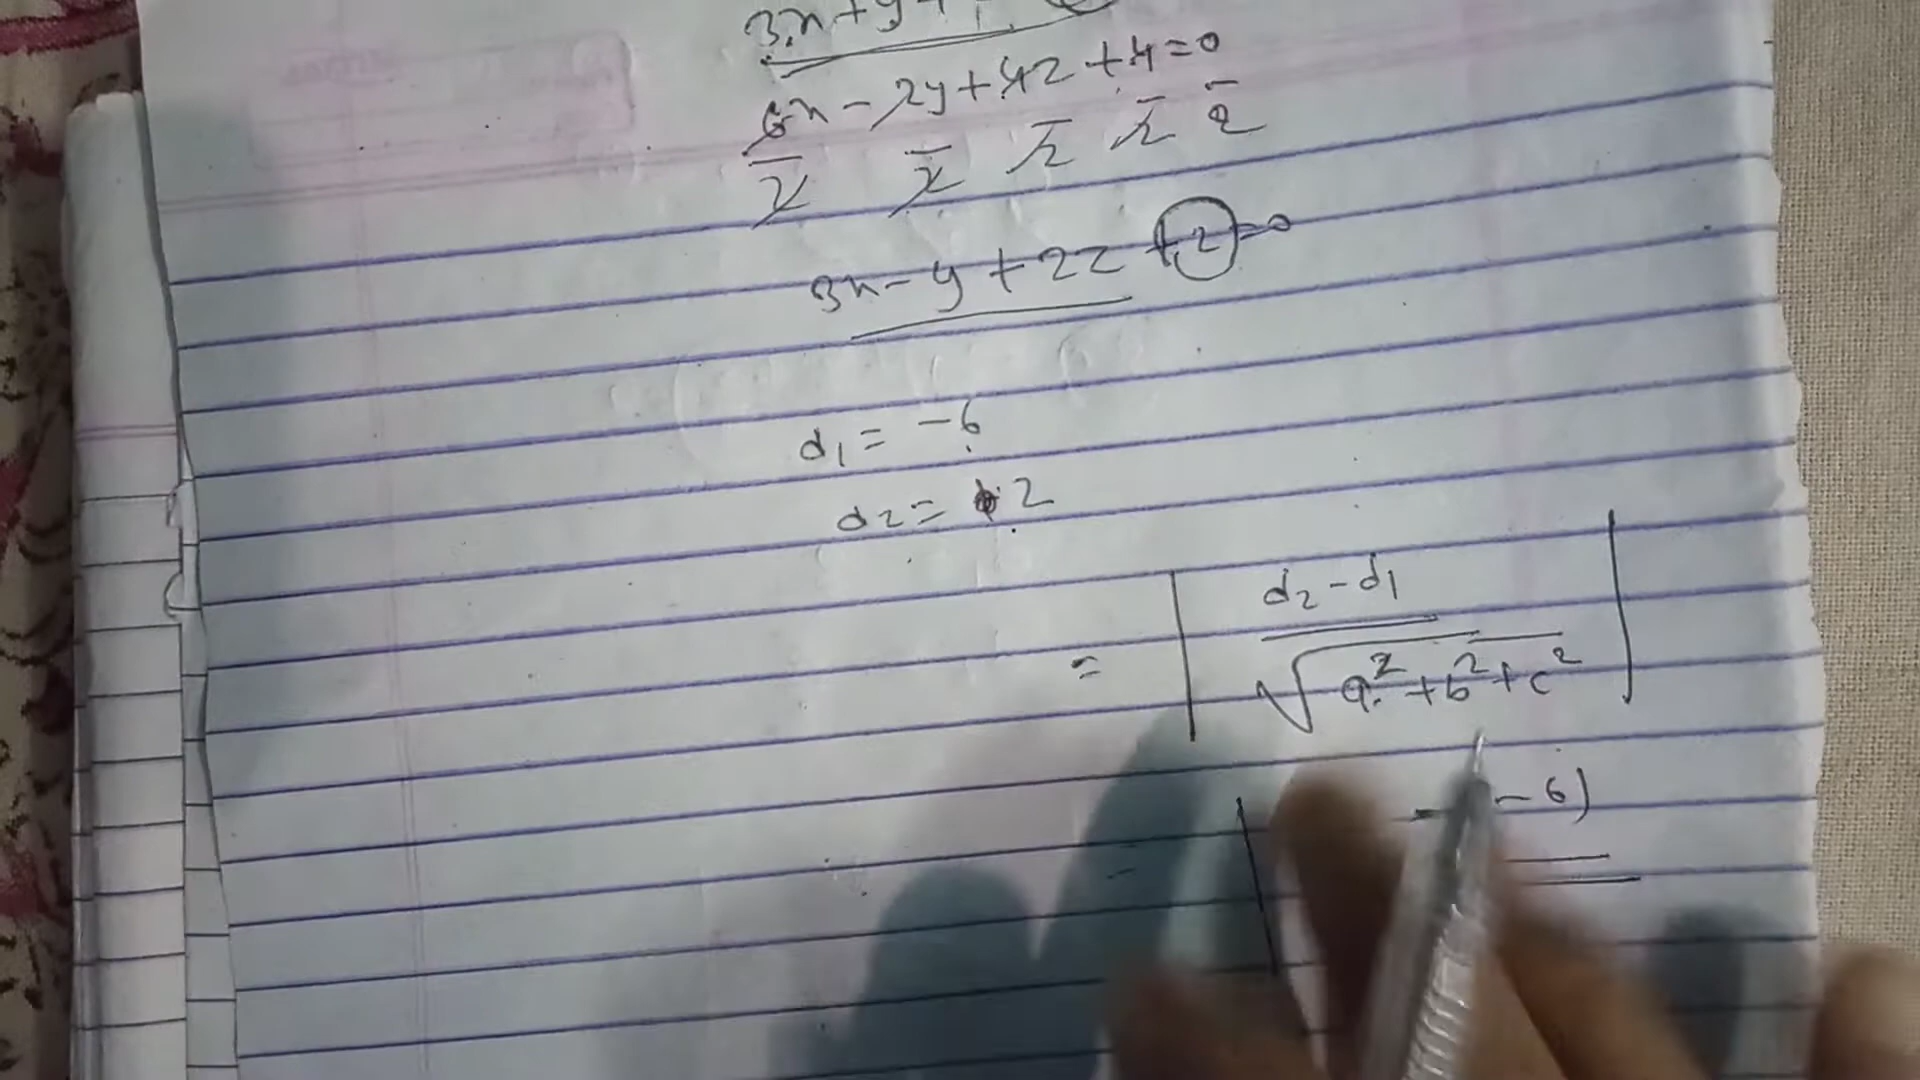 3x+y+
6x - 2y + 4z + 4 = 0
2 2 2 2 2
3x - y + 2z + 2 = 0
d1 = -6
d2 = 2
= | d2 - d1 / √a²+b²+c² |
= | -6)